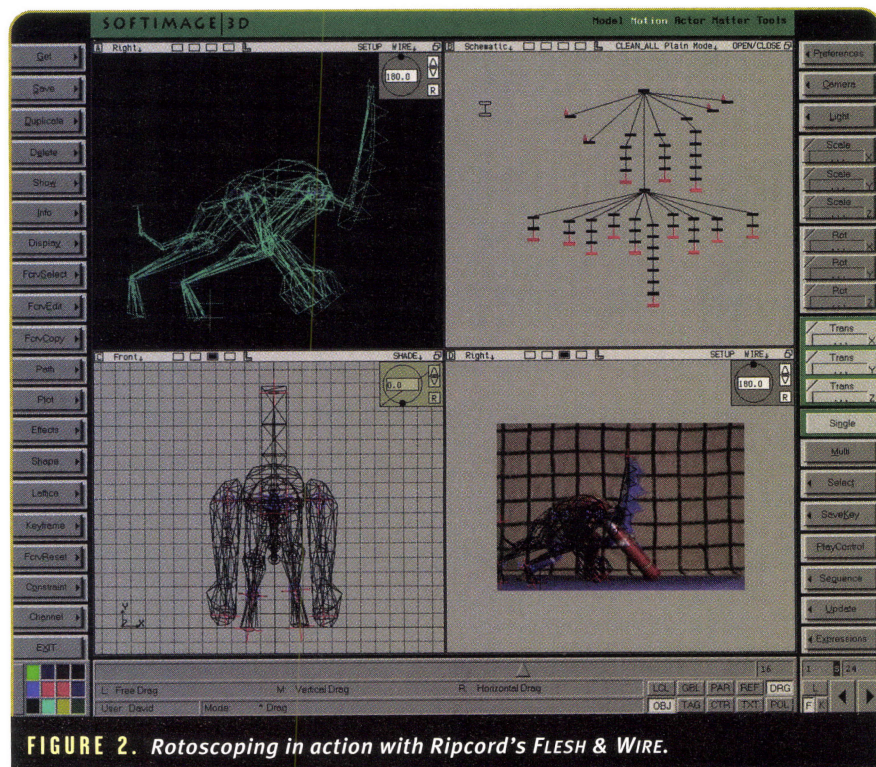 SOFTIMAGE|3D
Model Motion Actor Matter Tools
Get
Save
Duplicate
Delete
Show
Info
Display
FcrvSelect
FcrvEdit
FcrvCopy
Path
Plot
Effects
Shape
Lattice
Keyframe
FcrvReset
Constraint
Channel
EXIT
A Right SETUP WIRE
180.0
R
B Schematic L CLEAN_ALL Plain Mode OPEN/CLOSE
C Front L SHADE
0.0
R
Y
X
D Right L SETUP WIRE
180.0
R
Preferences
Camera
Light
Scale X
Scale Y
Scale Z
Rot X
Rot Y
Rot Z
Trans X
Trans Y
Trans Z
Single
Multi
Select
SaveKey
PlayControl
Sequence
Update
Expressions
16
1 24
L: Free Drag M: Vertical Drag R: Horizontal Drag
LCL GBL PAR REF DRG
User: David Mode: * Drag
OBJ TAG CTR TXT POL
L
F K
FIGURE 2. Rotoscoping in action with Ripcord's FLESH & WIRE.